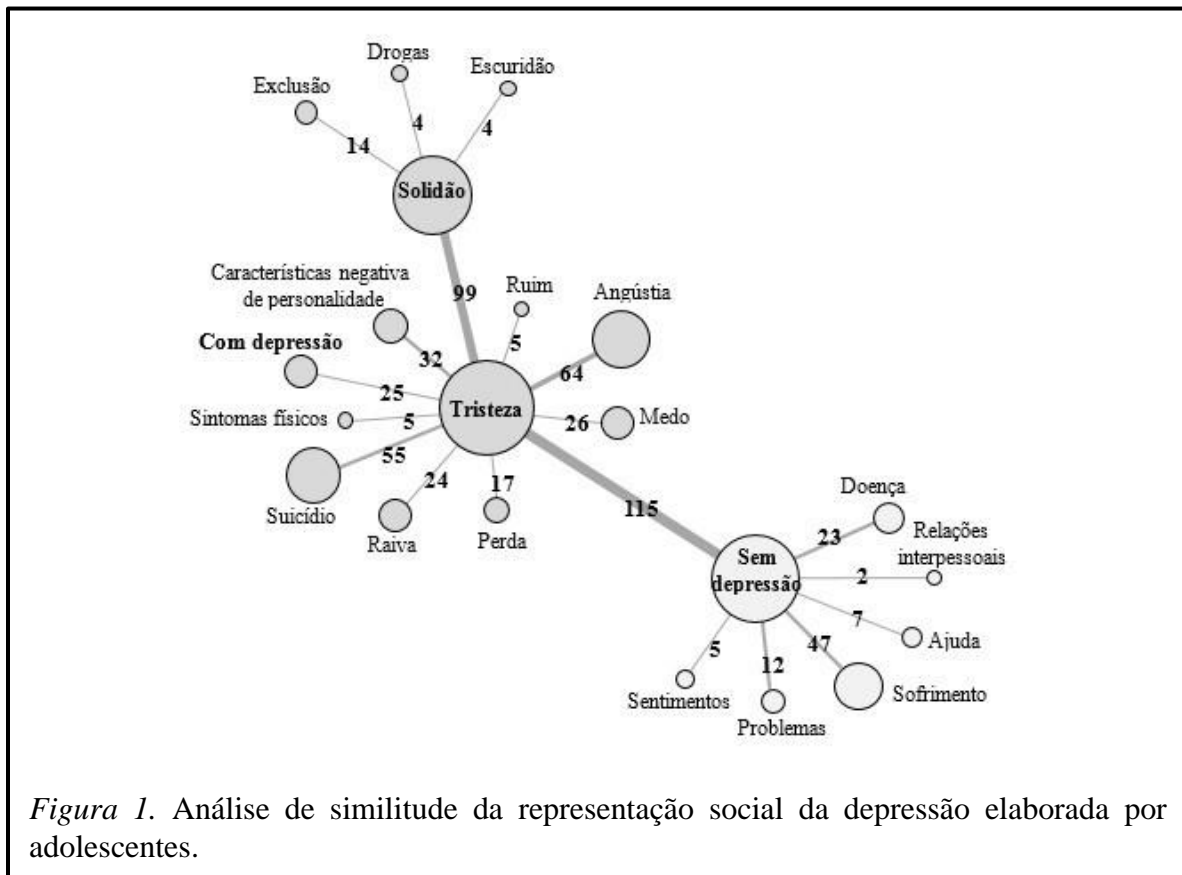 Drogas
Escuridão
Exclusão
4
4
14
Solidão
Características negativa
de personalidade
99
Ruim
Angústia
Com depressão
32
5
64
25
Sintomas físicos
5
Tristeza
26
Medo
55
24
17
Suicídio
Raiva
Perda
115
Doença
Relações
interpessoais
23
Sem
depressão
2
7
Ajuda
5
12
47
Sentimentos
Problemas
Sofrimento
Figura 1. Análise de similitude da representação social da depressão elaborada por
adolescentes.